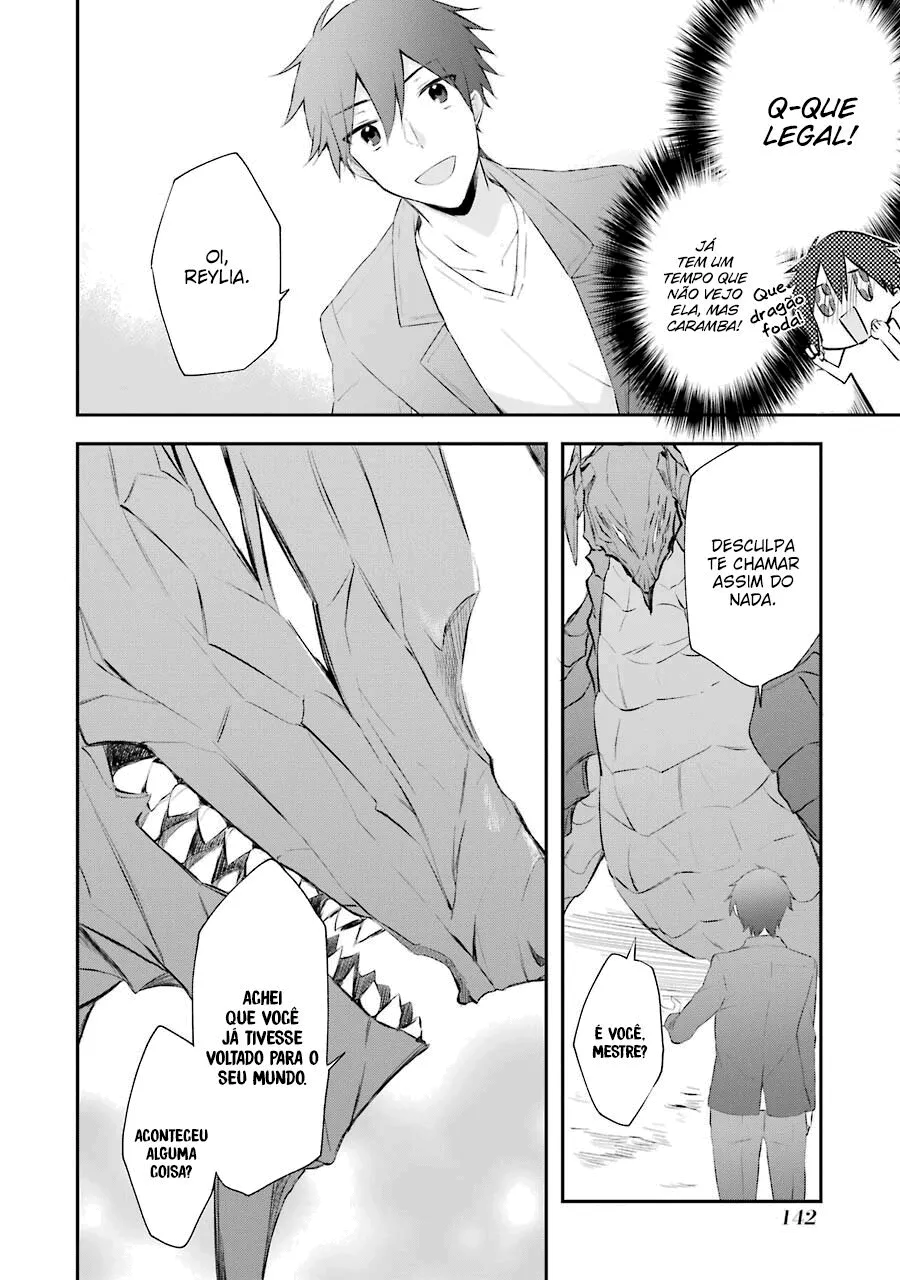 Q-QUE
LEGAL!
JÁ
TEM UM
TEMPO QUE
NÃO VEJO
ELA, MAS
CARAMBA!
Que
dragão
foda!
OI,
REYLIA.
DESCULPA
TE CHAMAR
ASSIM DO
NADA.
É VOCÊ,
MESTRE?
ACHEI
QUE VOCÊ
JÁ TIVESSE
VOLTADO PARA O
SEU MUNDO.
ACONTECEU
ALGUMA
COISA?
142